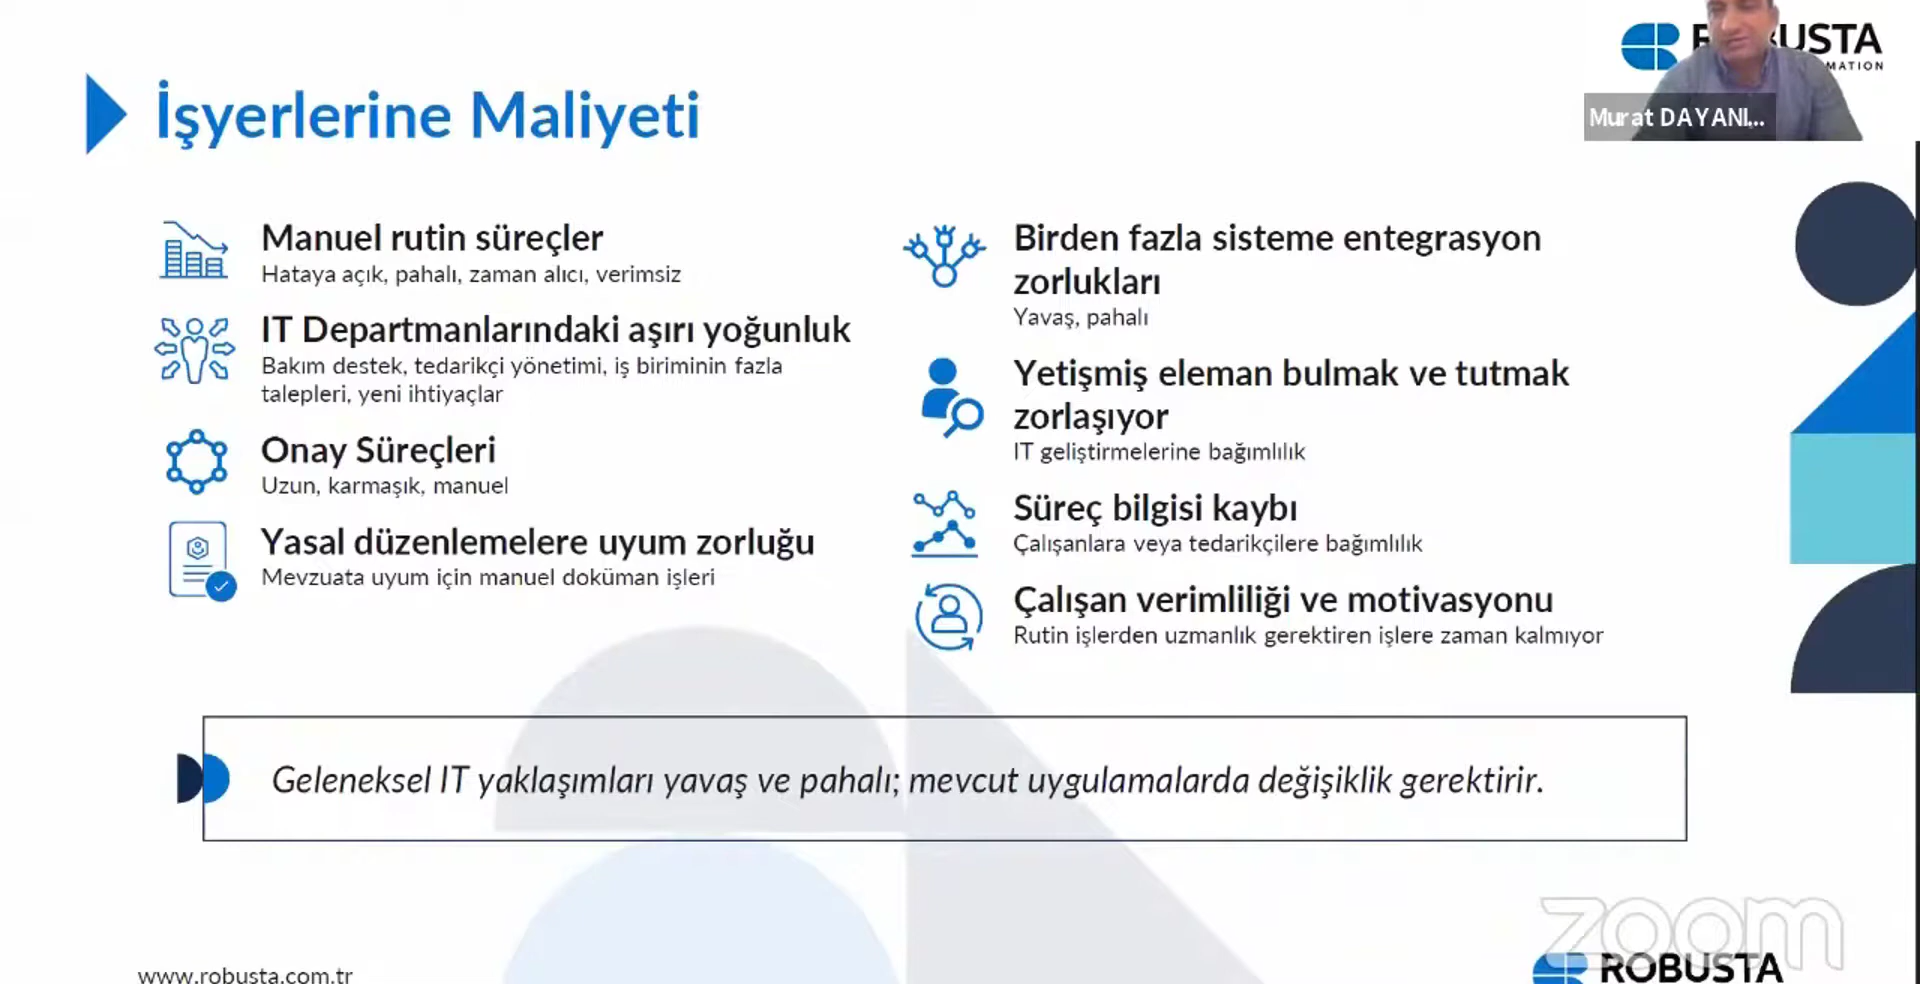 ROBUSTA
MATION
Murat DAYANI,..
İşyerlerine Maliyeti
Manuel rutin süreçler
Hataya açık, pahalı, zaman alıcı, verimsiz
IT Departmanlarındaki aşırı yoğunluk
Bakım destek, tedarikçi yönetimi, iş biriminin fazla
talepleri, yeni ihtiyaçlar
Onay Süreçleri
Uzun, karmaşık, manuel
Yasal düzenlemelere uyum zorluğu
Mevzuata uyum için manuel doküman işleri
Birden fazla sisteme entegrasyon
zorlukları
Yavaş, pahalı
Yetişmiş eleman bulmak ve tutmak
zorlaşıyor
IT geliştirmelerine bağımlılık
Süreç bilgisi kaybı
Çalışanlara veya tedarikçilere bağımlılık
Çalışan verimliliği ve motivasyonu
Rutin işlerden uzmanlık gerektiren işlere zaman kalmıyor
Geleneksel IT yaklaşımları yavaş ve pahalı; mevcut uygulamalarda değişiklik gerektirir.
zoom
www.robusta.com.tr
ROBUSTA